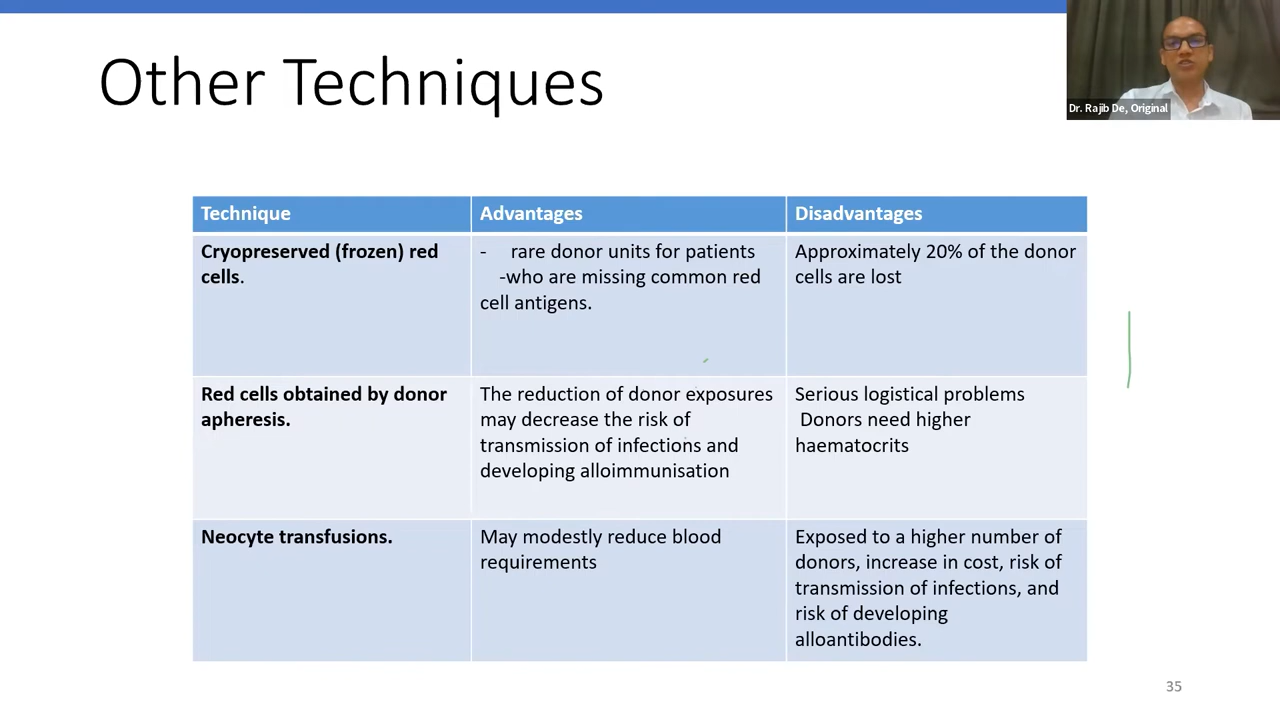 Other Techniques
Dr. Rajib De, Original
Technique
Advantages
Disadvantages
Cryopreserved (frozen) red
cells.
- rare donor units for patients
-who are missing common red
cell antigens.
Approximately 20% of the donor
cells are lost
Red cells obtained by donor
apheresis.
The reduction of donor exposures
may decrease the risk of
transmission of infections and
developing alloimmunisation
Serious logistical problems
Donors need higher
haematocrits
Neocyte transfusions.
May modestly reduce blood
requirements
Exposed to a higher number of
donors, increase in cost, risk of
transmission of infections, and
risk of developing
alloantibodies.
35